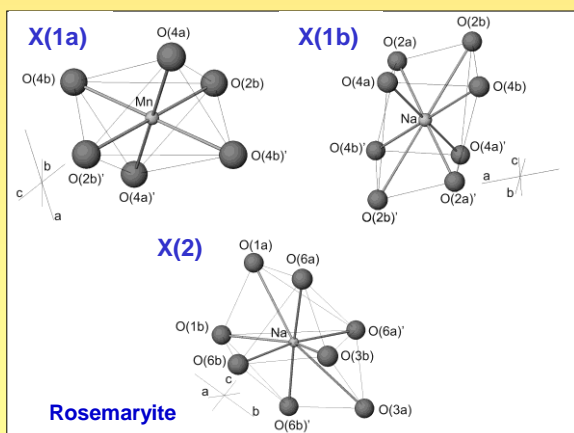 X(1a)
O(4a)
O(4b)
O(2b)
Mn
O(2b)'
O(4a)'
O(4b)'
b
c
a
X(1b)
O(2b)
O(2a)
O(4a)
O(4b)
Na
O(4b)'
O(4a)'
O(2a)'
O(2b)'
c
a
b
X(2)
O(1a)
O(6a)
O(1b)
Na
O(6a)'
O(6b)
O(3b)
c
a
b
O(6b)'
O(3a)
Rosemaryite